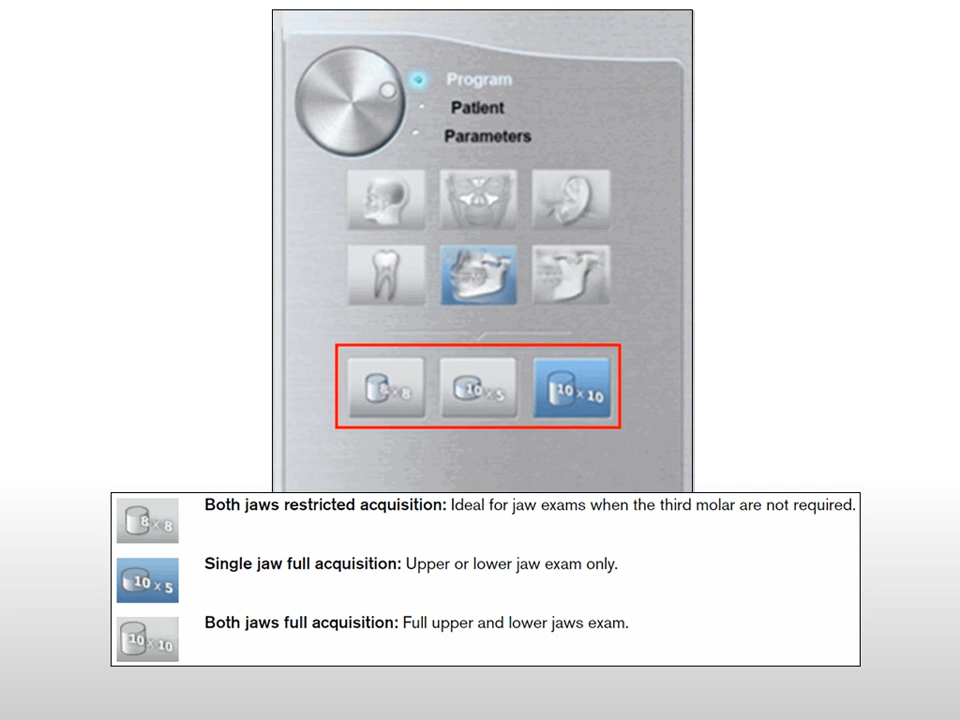 Program
Patient
Parameters
8 x 8
10 x 5
10 x 10
8 x 8
Both jaws restricted acquisition: Ideal for jaw exams when the third molar are not required.
10 x 5
Single jaw full acquisition: Upper or lower jaw exam only.
10 x 10
Both jaws full acquisition: Full upper and lower jaws exam.